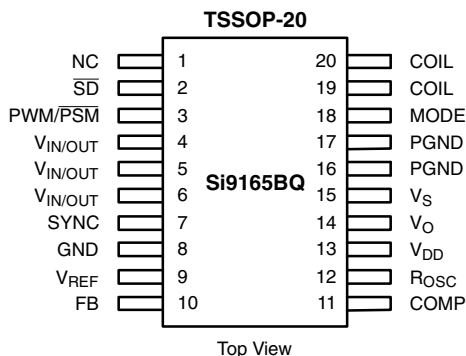 TSSOP-20
NC 1 20 COIL
S̅D̅ 2 19 COIL
PWM/P̅S̅M̅ 3 18 MODE
VIN/OUT 4 17 PGND
VIN/OUT 5 16 PGND
VIN/OUT 6 15 VS
Si9165BQ
SYNC 7 14 VO
GND 8 13 VDD
VREF 9 12 ROSC
FB 10 11 COMP
Top View